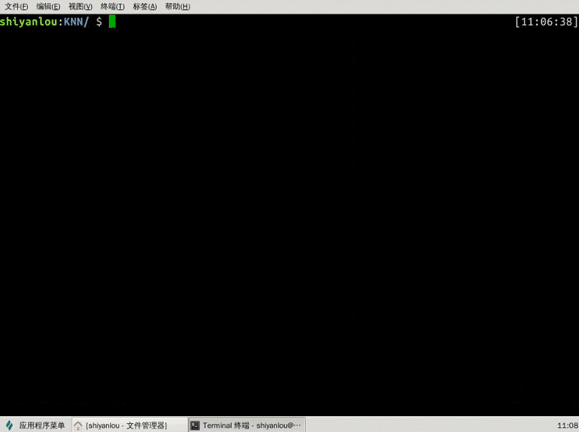 文件(F) 编辑(E) 视图(V) 终端(T) 标签(A) 帮助(H)
shiyanlou:KNN/ $ [11:06:38]
应用程序菜单 [shiyanlou - 文件管理器] Terminal 终端 - shiyanlou@··· 11:08